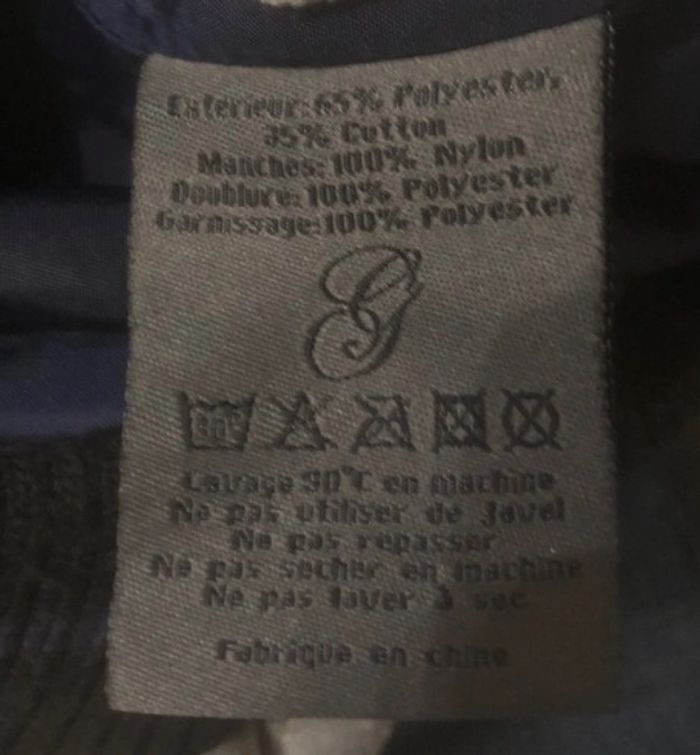 Exterieur:65% Polyester,
35% Cotton
Manches:100% Nylon
Doublure:100% Polyester
Garnissage:100% Polyester
G
Lavage 30°C en machine
Ne pas utiliser de Javel
Ne pas repasser
Ne pas secher en machine
Ne pas laver à sec
Fabrique en chine